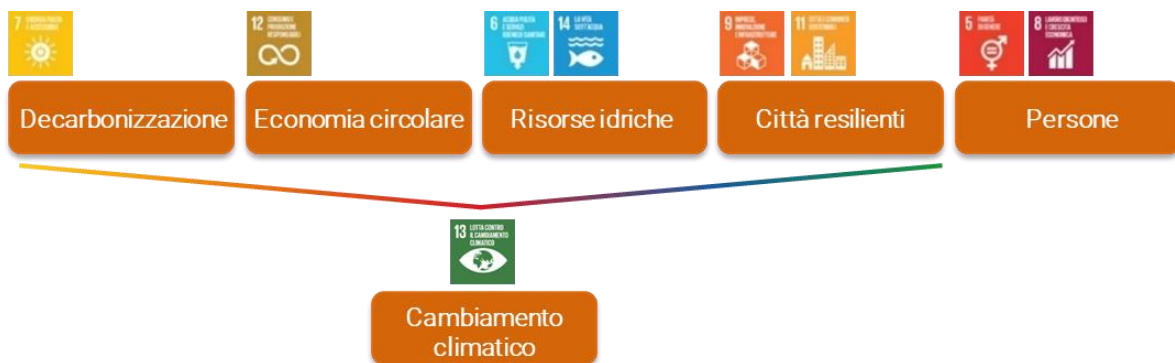 7 ENERGIA PULITA
E ACCESSIBILE
12 CONSUMO E
PRODUZIONE
RESPONSABILI
6 ACQUA PULITA
E SERVIZI
IGIENICO SANITARI
14 LA VITA
SOTT'ACQUA
9 IMPRESE,
INNOVAZIONE
E INFRASTRUTTURE
11 CITTÀ E COMUNITÀ
SOSTENIBILI
5 PARITÀ
DI GENERE
8 LAVORO DIGNITOSO
E CRESCITA
ECONOMICA
Decarbonizzazione
Economia circolare
Risorse idriche
Città resilienti
Persone
13 LOTTA CONTRO
IL CAMBIAMENTO
CLIMATICO
Cambiamento
climatico